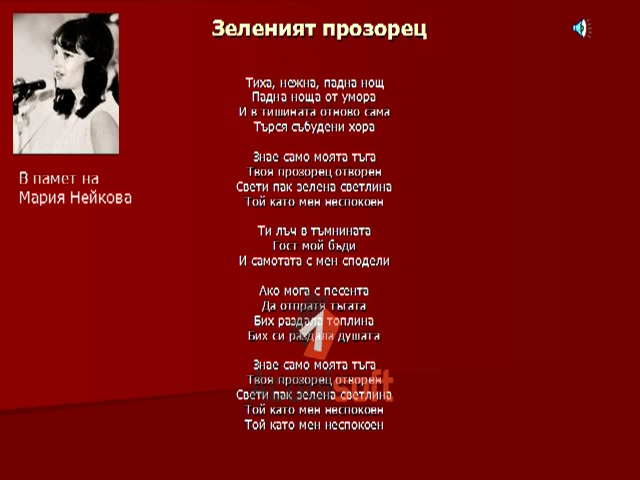 Зеленият прозорец
Тиха, нежна, падна нощ
Паднаноща от умора
И в тишината отново сама
Търся събудени хора
Знае само моята тъга
Твоя прозорец отворен
Свети пак зелена светлина
Той като мен неспокоен
Ти лъч в тъмнината
Гост мой бъди
И самотата с мен сподели
Ако мога с песента
Да отпратя тъгата
Бих раздала топлина
Бих си раздала душата
Знае само моята тъга
Твоя прозорец отворен
Свети пак зелена светлина
Той като мен неспокоен
Той като мен неспокоен
В памет на
Мария Нейкова
soft